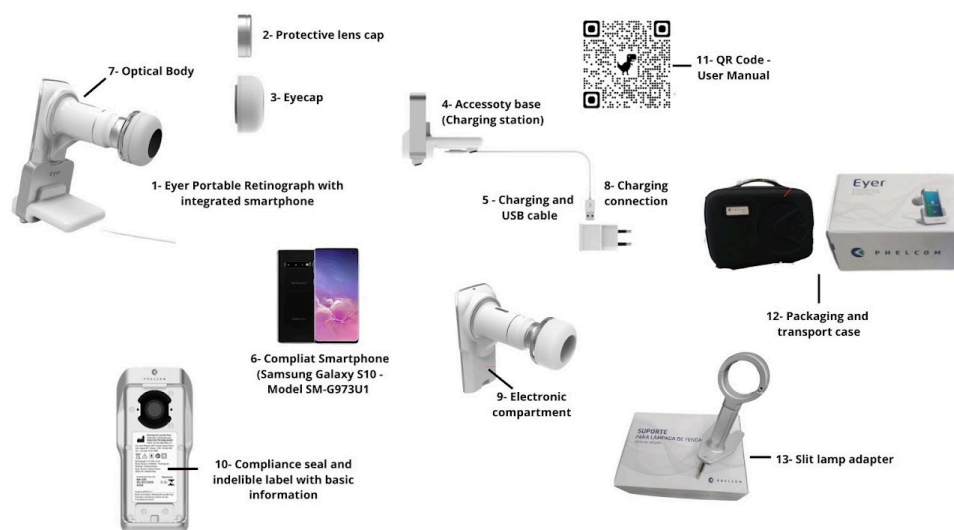 2- Protective lens cap
7- Optical Body
3- Eyecap
11- QR Code -
User Manual
4- Accessoty base
(Charging station)
Eyer
1- Eyer Portable Retinograph with
integrated smartphone
5 - Charging and
USB cable
8- Charging
connection
Eyer
PHELCOM
12- Packaging and
transport case
6- Compliat Smartphone
(Samsung Galaxy S10 -
Model SM-G973U1
9- Electronic
compartment
PHELCOM
10- Compliance seal and
indelible label with basic
information
SUPORTE
PARA LÂMPADA DE FENDA
PHELCOM
13- Slit lamp adapter